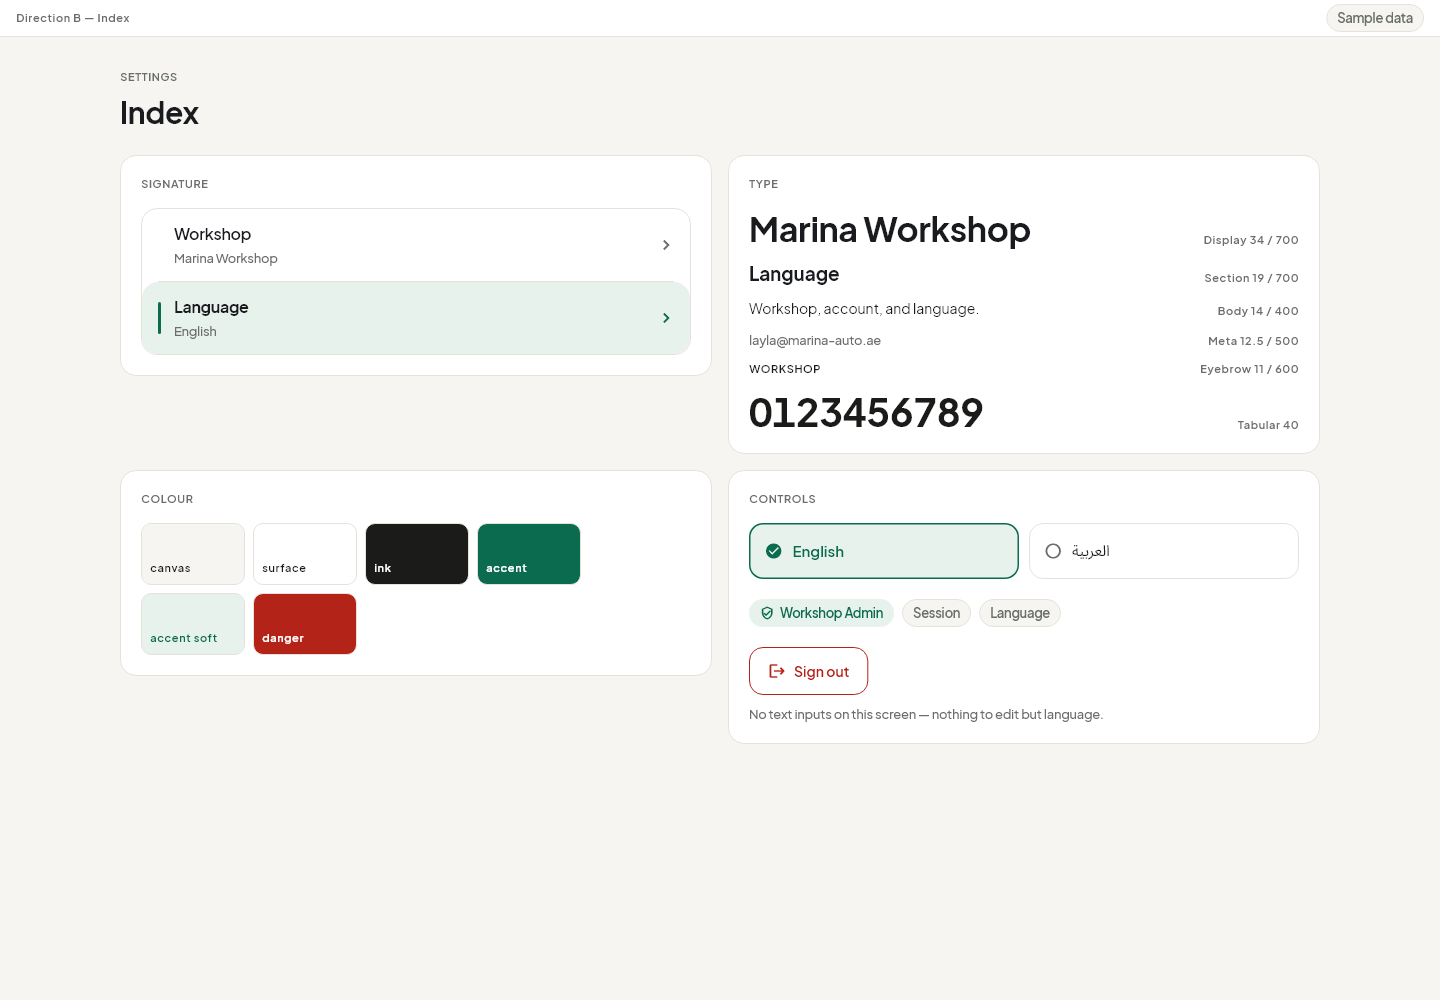 Direction B — Index
Sample data
SETTINGS
Index
SIGNATURE
Workshop
Marina Workshop
Language
English
TYPE
Marina Workshop
Display 34 / 700
Language
Section 19 / 700
Workshop, account, and language.
Body 14 / 400
layla@marina-auto.ae
Meta 12.5 / 500
WORKSHOP
Eyebrow 11 / 600
0123456789
Tabular 40
COLOUR
canvas
surface
ink
accent
accent soft
danger
CONTROLS
English
العربية
Workshop Admin
Session
Language
Sign out
No text inputs on this screen — nothing to edit but language.